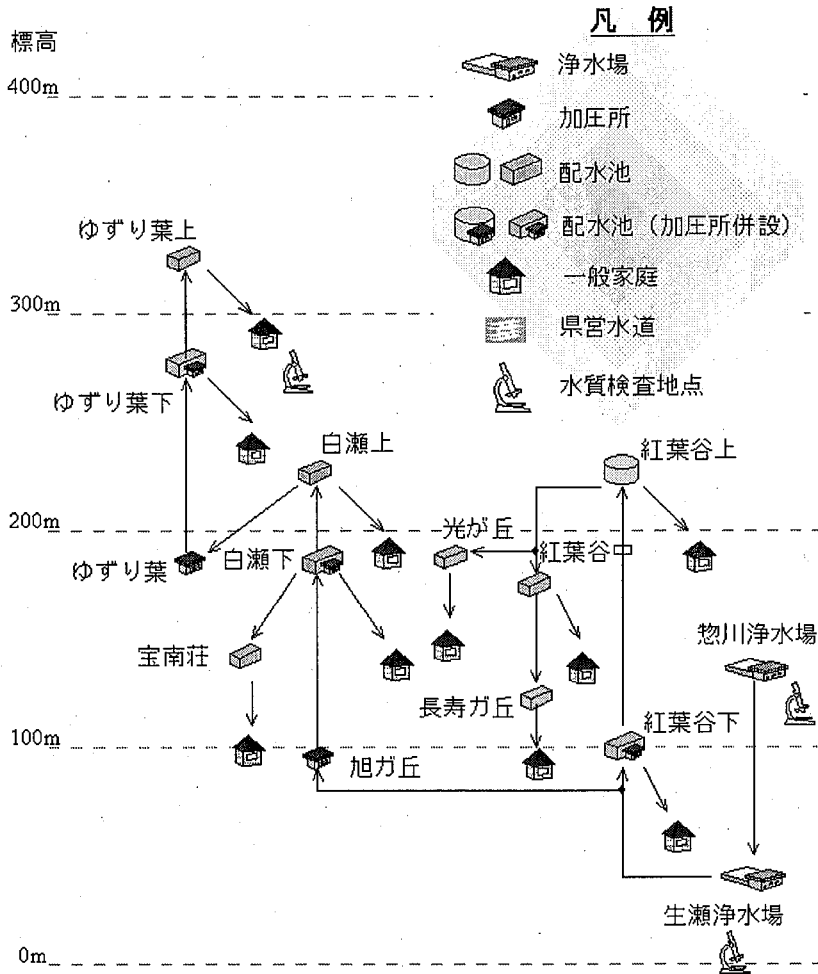 凡 例
標高
浄水場
400m
加圧所
配水池
配水池（加圧所併設）
ゆずり葉上
一般家庭
300m
県営水道
水質検査地点
ゆずり葉下
白瀬上
紅葉谷上
200m
光が丘
ゆずり葉
白瀬下
紅葉谷中
宝南荘
惣川浄水場
長寿ガ丘
紅葉谷下
100m
旭ガ丘
生瀬浄水場
0m